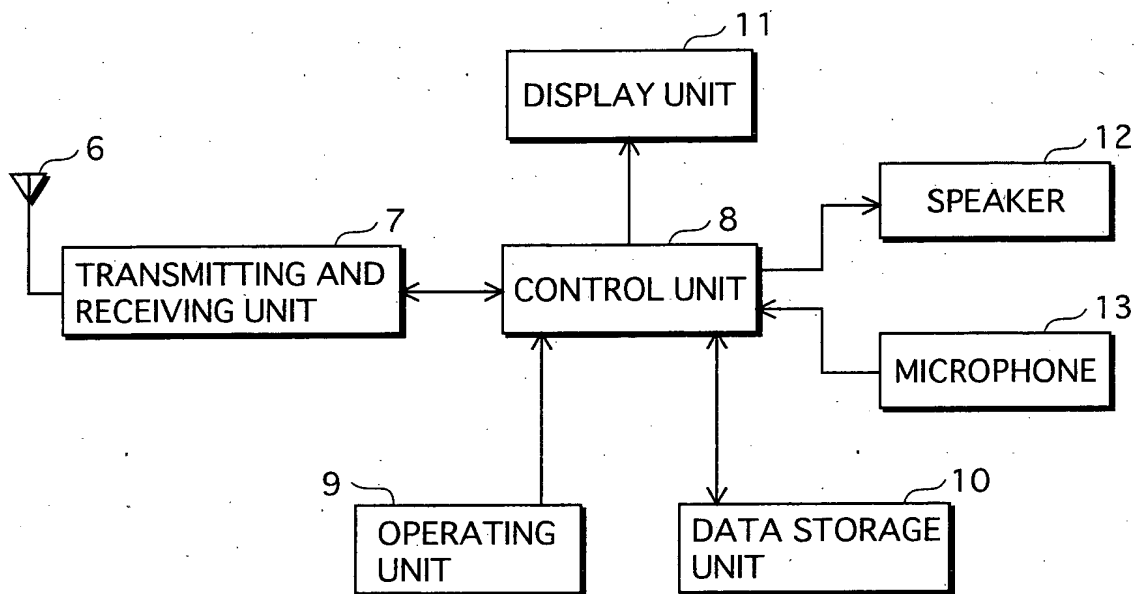 11
DISPLAY UNIT
6
12
SPEAKER
7
TRANSMITTING AND
RECEIVING UNIT
8
CONTROL UNIT
13
MICROPHONE
9
OPERATING
UNIT
10
DATA STORAGE
UNIT